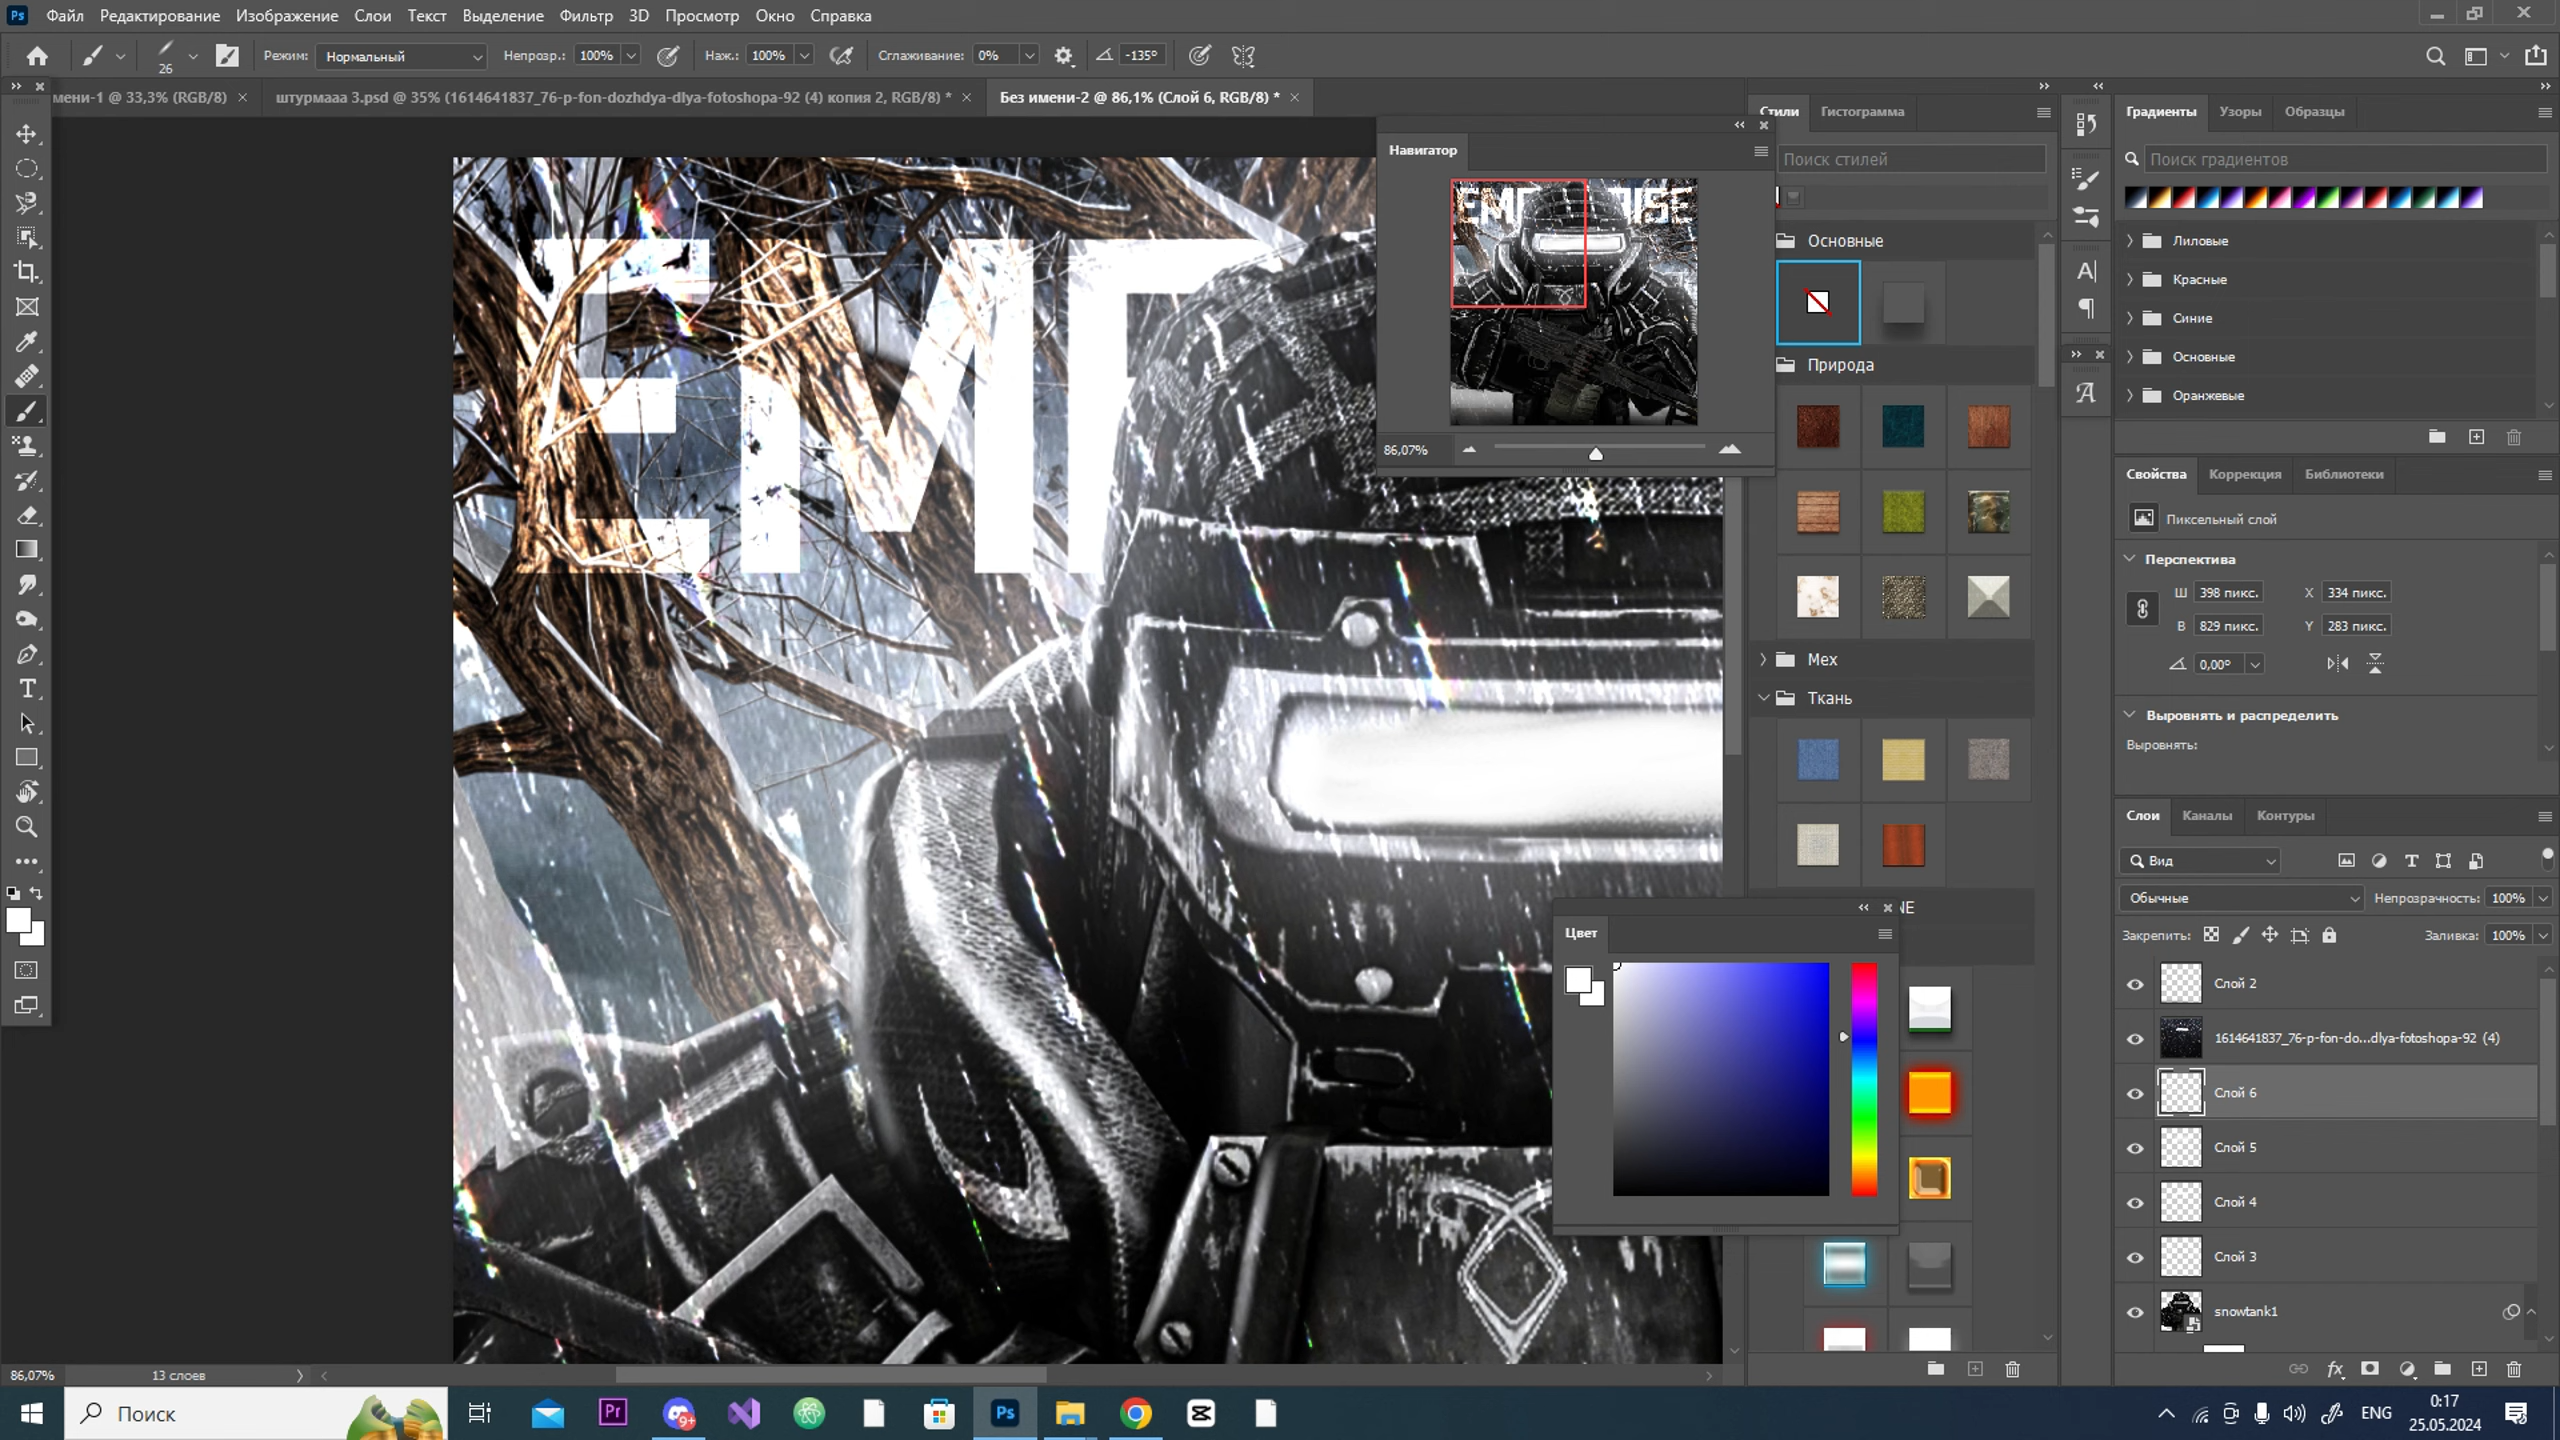 Ps Файл Редактирование Изображение Слои Текст Выделение Фильтр 3D Просмотр Окно Справка
26 Режим: Нормальный Непрозр.: 100% Наж.: 100% Сглаживание: 0% -135°
мени-1 @ 33,3% (RGB/8) штурмааа 3.psd @ 35% (1614641837_76-p-fon-dozhdya-dlya-fotoshopa-92 (4) копия 2, RGB/8) * Без имени-2 @ 86,1% (Слой 6, RGB/8) *
Стили Гистограмма
Градиенты Узоры Образцы
Навигатор
Поиск стилей
Поиск градиентов
Основные
Природа
Мех
Ткань
Лиловые
Красные
Синие
Основные
Оранжевые
86,07%
Свойства Коррекция Библиотеки
Пиксельный слой
Перспектива
Ш 398 пикс. X 334 пикс.
В 829 пикс. Y 283 пикс.
0,00°
Выровнять и распределить
Выровнять:
Слои Каналы Контуры
Вид
Обычные Непрозрачность: 100%
Закрепить: Заливка: 100%
Цвет
Слой 2
1614641837_76-p-fon-do...dlya-fotoshopa-92 (4)
Слой 6
Слой 5
Слой 4
Слой 3
snowtank1
86,07% 13 слоев
Поиск Pr 9+ Ps ENG 0:17
25.05.2024